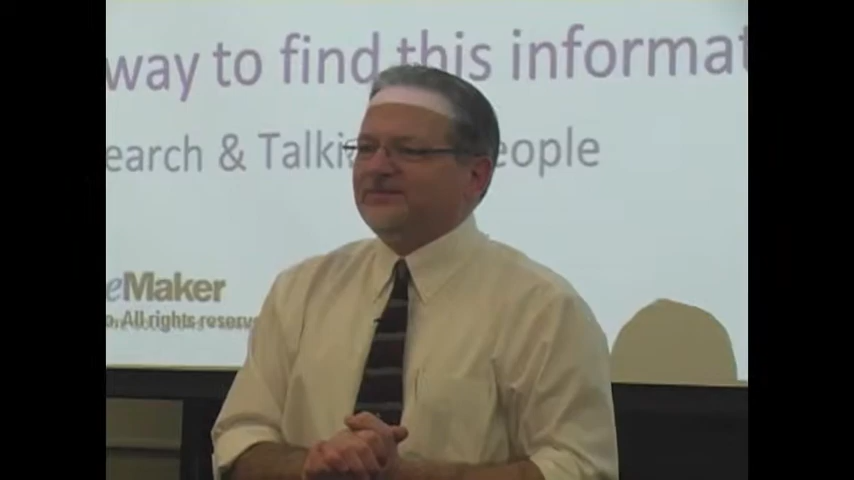 way to find this informat
earch & Talki eople
eMaker
o. All rights reserve